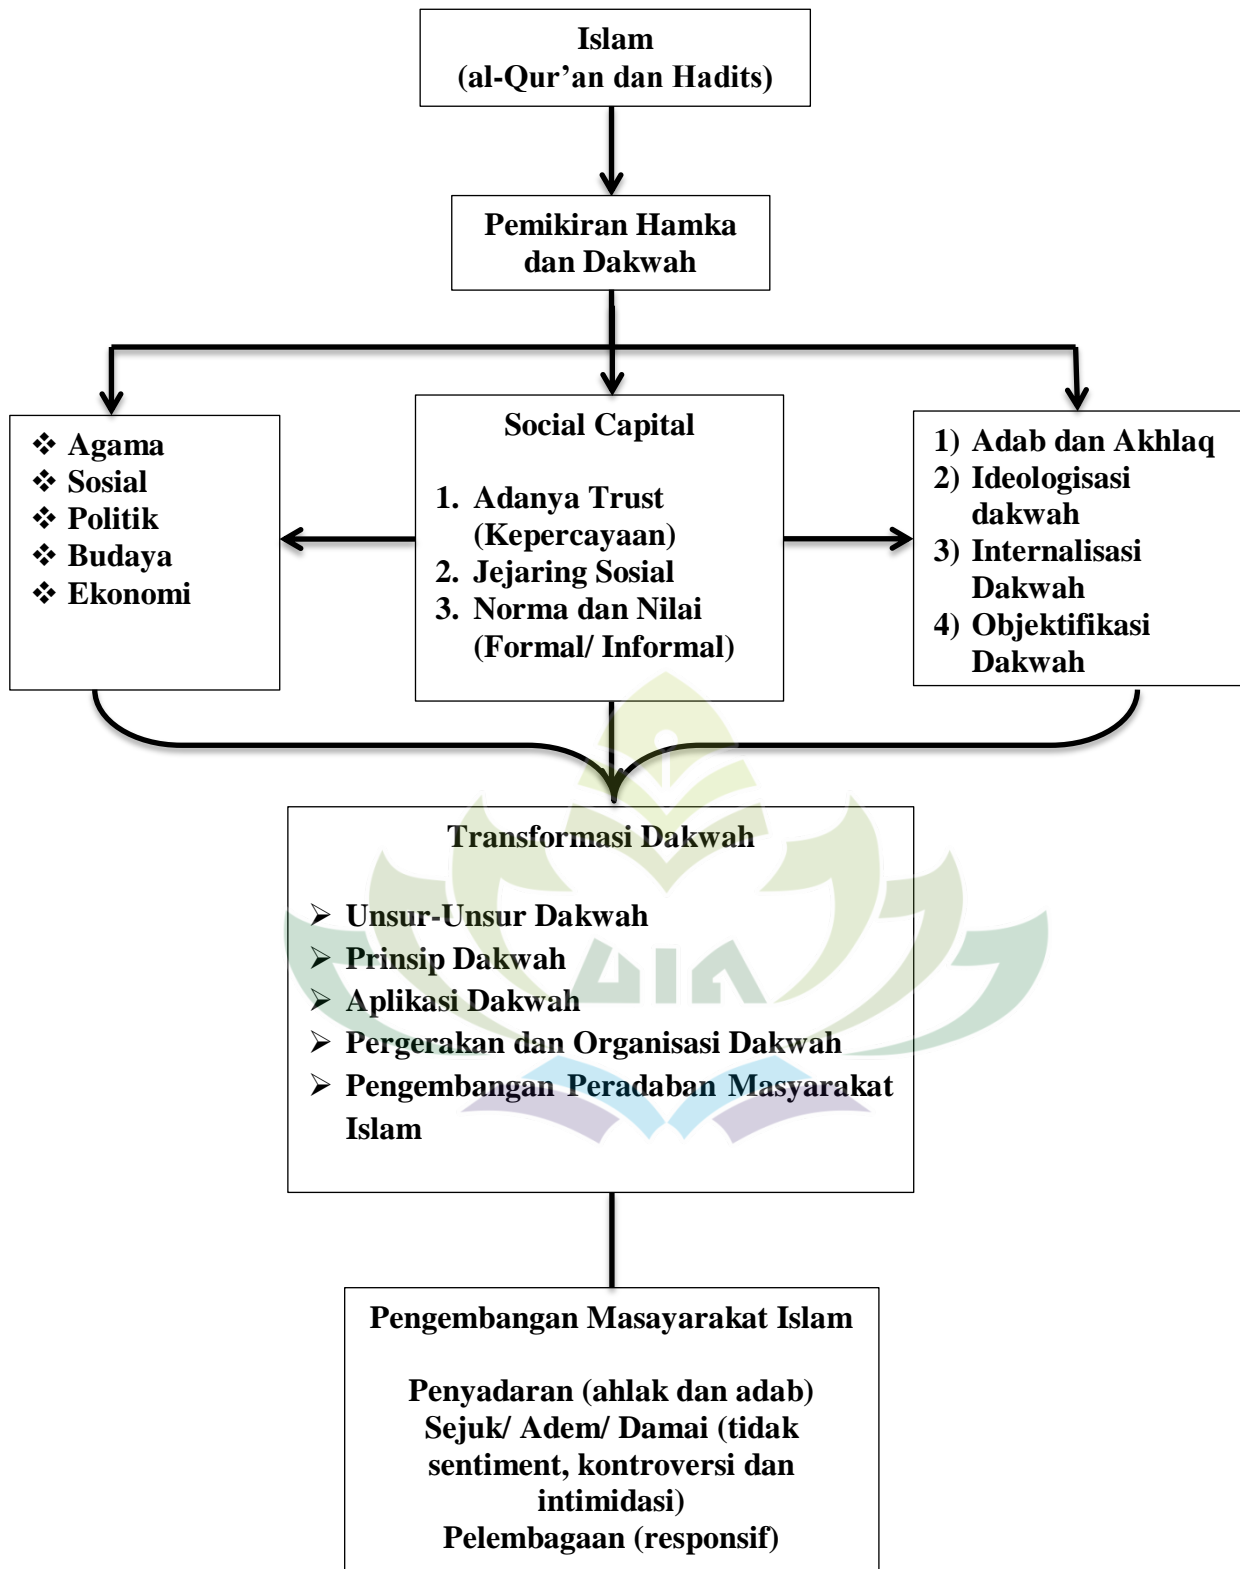 Islam
(al-Qur’an dan Hadits)
Pemikiran Hamka
dan Dakwah
❖ Agama
❖ Sosial
❖ Politik
❖ Budaya
❖ Ekonomi
Social Capital
1. Adanya Trust
(Kepercayaan)
2. Jejaring Sosial
3. Norma dan Nilai
(Formal/ Informal)
1) Adab dan Akhlaq
2) Ideologisasi
dakwah
3) Internalisasi
Dakwah
4) Objektifikasi
Dakwah
Transformasi Dakwah
➢ Unsur-Unsur Dakwah
➢ Prinsip Dakwah
➢ Aplikasi Dakwah
➢ Pergerakan dan Organisasi Dakwah
➢ Pengembangan Peradaban Masyarakat
Islam
UIN
Pengembangan Masayarakat Islam
Penyadaran (ahlak dan adab)
Sejuk/ Adem/ Damai (tidak
sentiment, kontroversi dan
intimidasi)
Pelembagaan (responsif)